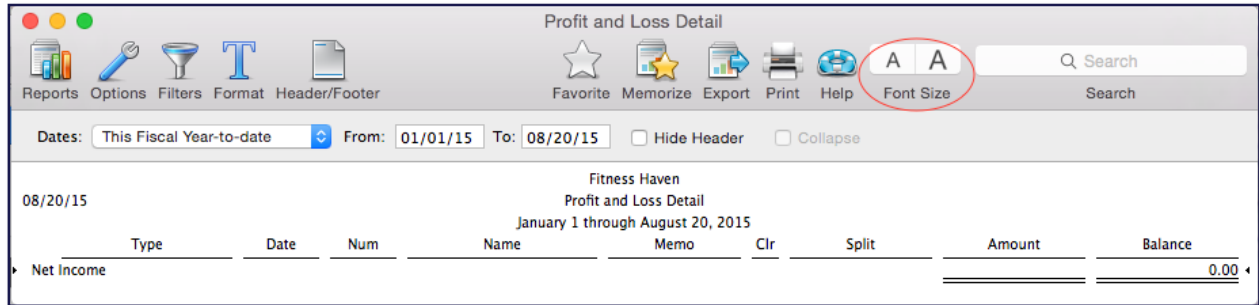 Profit and Loss Detail
A A Search
Reports Options Filters Format Header/Footer Favorite Memorize Export Print Help Font Size Search
Dates: This Fiscal Year-to-date From: 01/01/15 To: 08/20/15 Hide Header Collapse
Fitness Haven
08/20/15 Profit and Loss Detail
January 1 through August 20, 2015
Type Date Num Name Memo Clr Split Amount Balance
Net Income 0.00